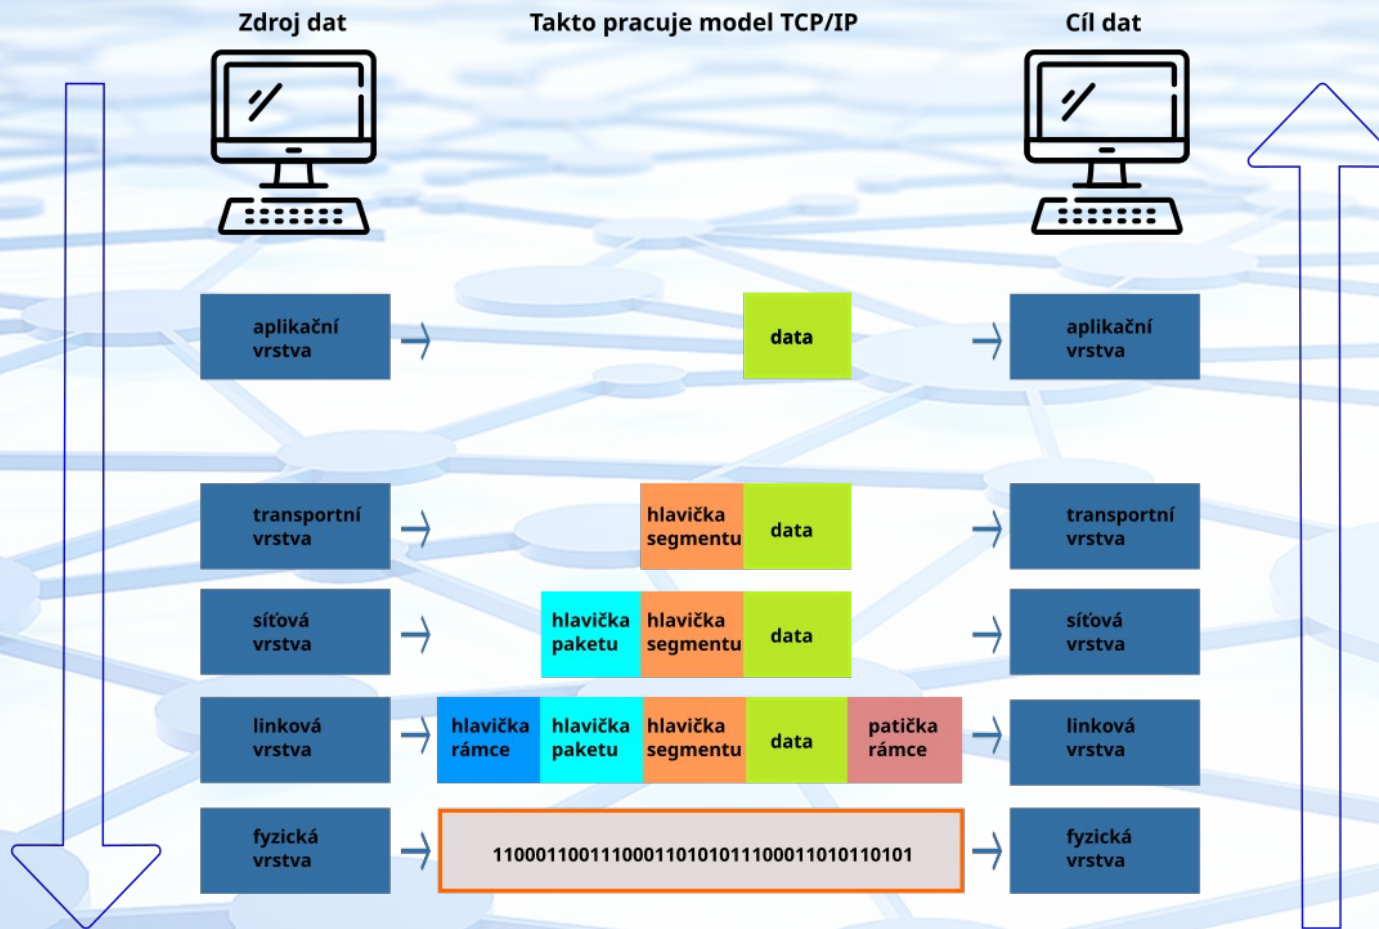 Zdroj dat
Takto pracuje model TCP/IP
Cíl dat
aplikační
vrstva
data
aplikační
vrstva
transportní
vrstva
hlavička
segmentu
data
transportní
vrstva
síťová
vrstva
hlavička
paketu
hlavička
segmentu
data
síťová
vrstva
linková
vrstva
hlavička
rámce
hlavička
paketu
hlavička
segmentu
data
patička
rámce
linková
vrstva
fyzická
vrstva
1100011001110001101010111000110101​10101
fyzická
vrstva